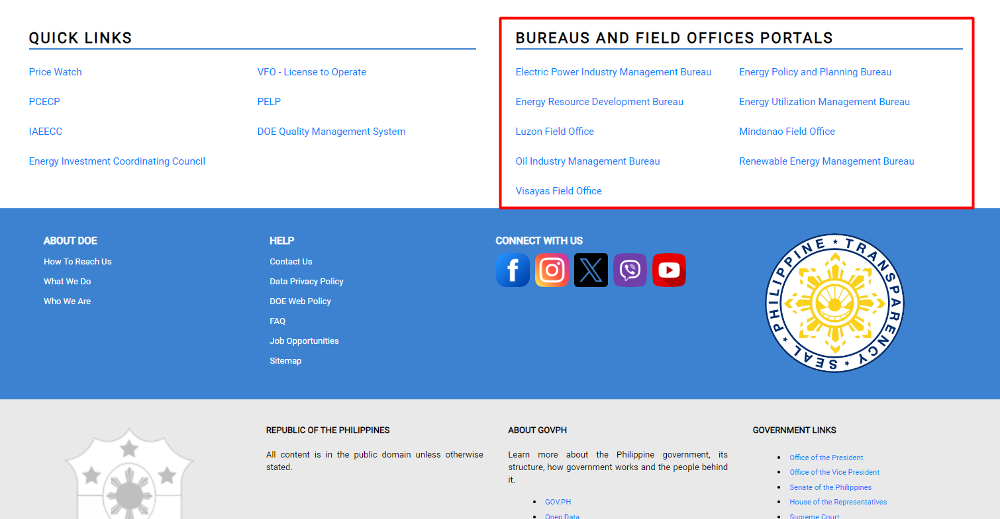 QUICK LINKS
Price Watch
VFO - License to Operate
PCECP
PELP
IAEECC
DOE Quality Management System
Energy Investment Coordinating Council
BUREAUS AND FIELD OFFICES PORTALS
Electric Power Industry Management Bureau
Energy Policy and Planning Bureau
Energy Resource Development Bureau
Energy Utilization Management Bureau
Luzon Field Office
Mindanao Field Office
Oil Industry Management Bureau
Renewable Energy Management Bureau
Visayas Field Office
ABOUT DOE
How To Reach Us
What We Do
Who We Are
HELP
Contact Us
Data Privacy Policy
DOE Web Policy
FAQ
Job Opportunities
Sitemap
CONNECT WITH US
PHILIPPINE TRANSPARENCY SEAL
REPUBLIC OF THE PHILIPPINES
All content is in the public domain unless otherwise
stated.
ABOUT GOVPH
Learn more about the Philippine government, its
structure, how government works and the people behind
it.
GOV.PH
Open Data
GOVERNMENT LINKS
Office of the President
Office of the Vice President
Senate of the Philippines
House of the Representatives
Supreme Court